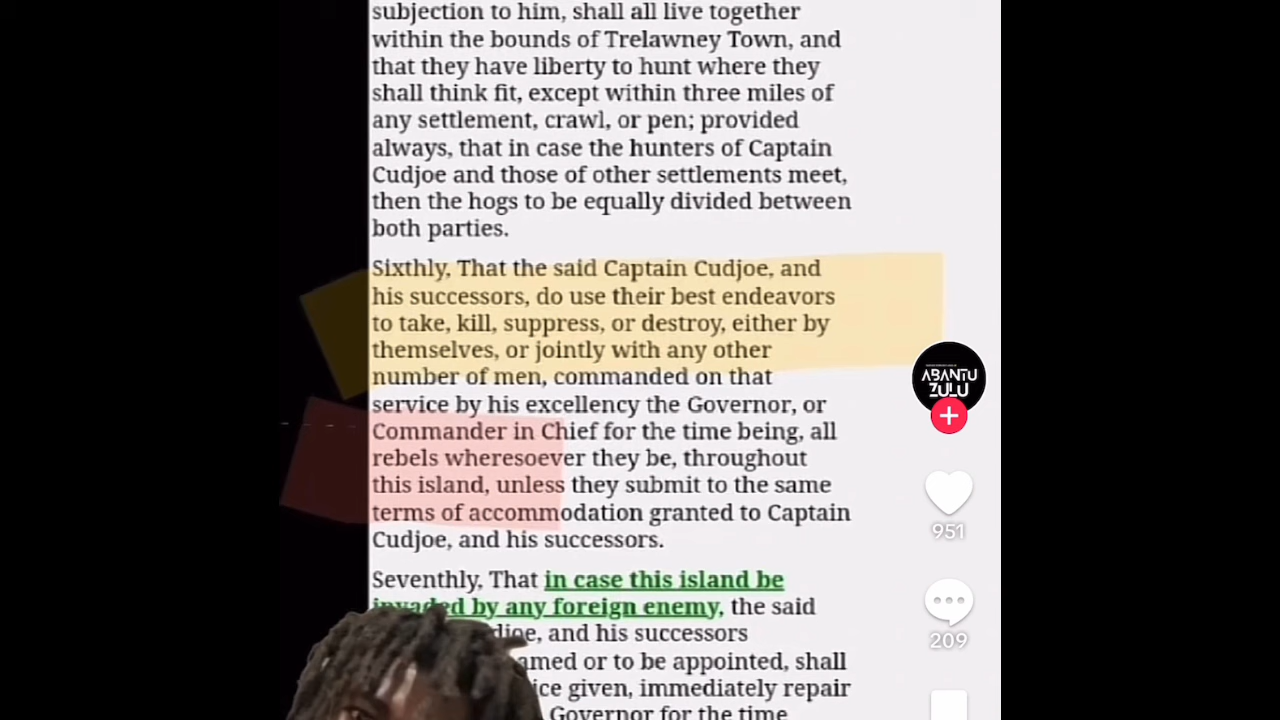 subjection to him, shall all live together
within the bounds of Trelawney Town, and
that they have liberty to hunt where they
shall think fit, except within three miles of
any settlement, crawl, or pen; provided
always, that in case the hunters of Captain
Cudjoe and those of other settlements meet,
then the hogs to be equally divided between
both parties.
Sixthly, That the said Captain Cudjoe, and
his successors, do use their best endeavors
to take, kill, suppress, or destroy, either by
themselves, or jointly with any other
number of men, commanded on that
service by his excellency the Governor, or
Commander in Chief for the time being, all
rebels wheresoever they be, throughout
this island, unless they submit to the same
terms of accommodation granted to Captain
Cudjoe, and his successors.
Seventhly, That in case this island be
invaded by any foreign enemy, the said
and his successors
or to be appointed, shall
given, immediately repair
Governor for the time
ABANTU
ZULU
951
209